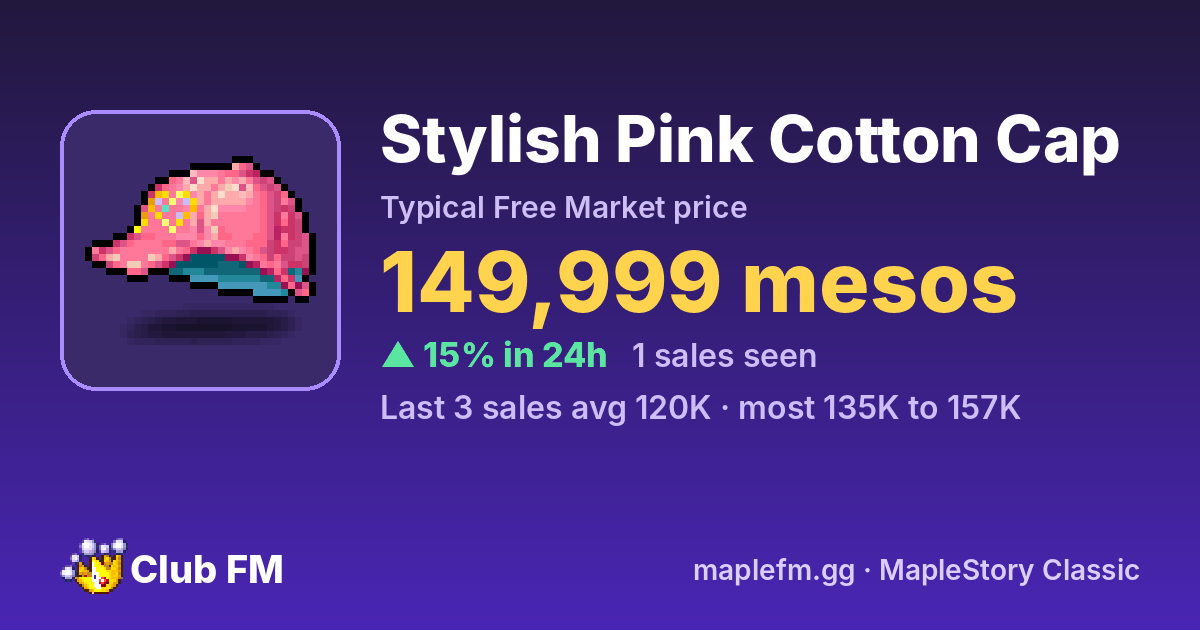 Stylish Pink Cotton Cap
Typical Free Market price
149,999 mesos
▲ 15% in 24h 1 sales seen
Last 3 sales avg 120K · most 135K to 157K
Club FM
maplefm.gg · MapleStory Classic